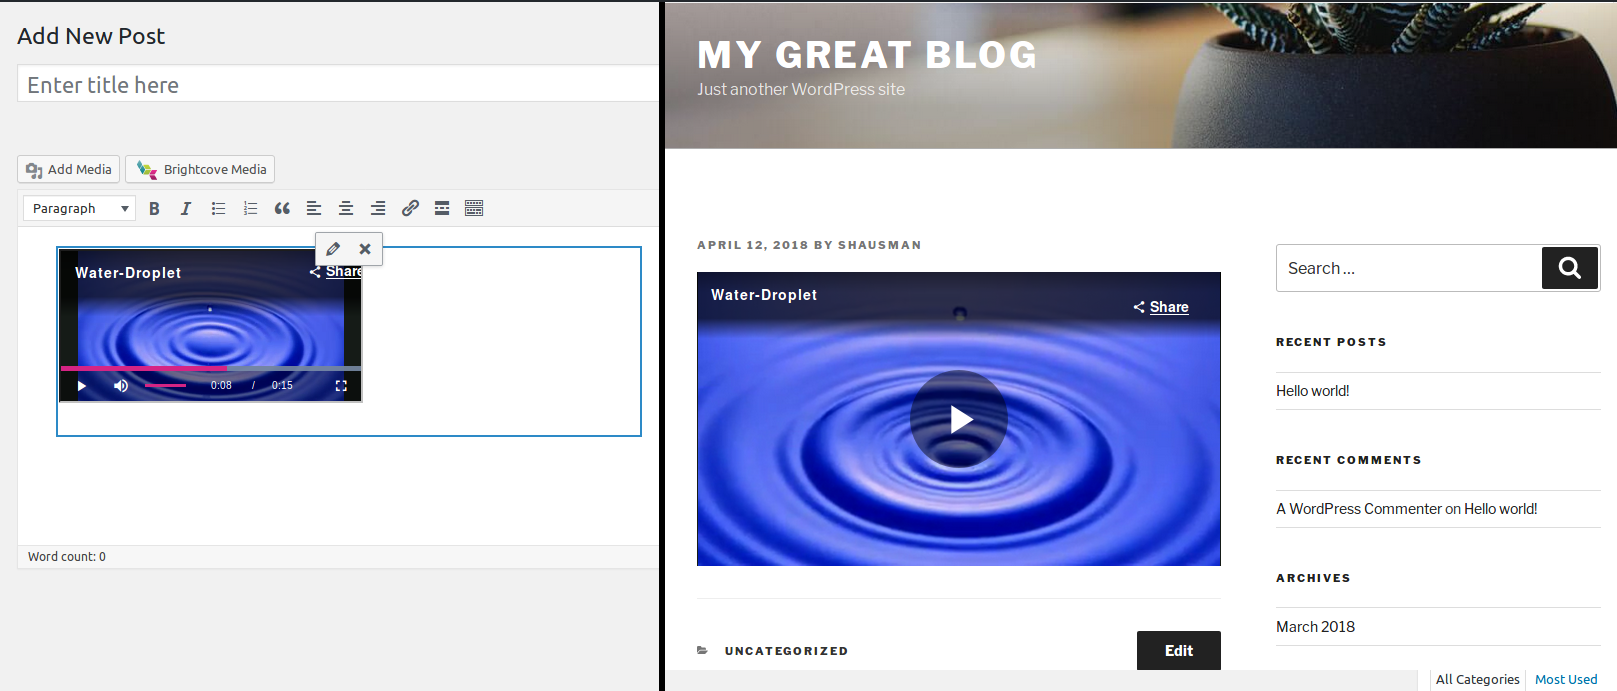 Add New Post
Enter title here
Add Media
Brightcove Media
Paragraph
B I
Water-Droplet
Share
0:08 / 0:15
Word count: 0
MY GREAT BLOG
Just another WordPress site
APRIL 12, 2018 BY SHAUSMAN
Water-Droplet
Share
UNCATEGORIZED
Edit
Search ...
RECENT POSTS
Hello world!
RECENT COMMENTS
A WordPress Commenter on Hello world!
ARCHIVES
March 2018
All Categories
Most Used